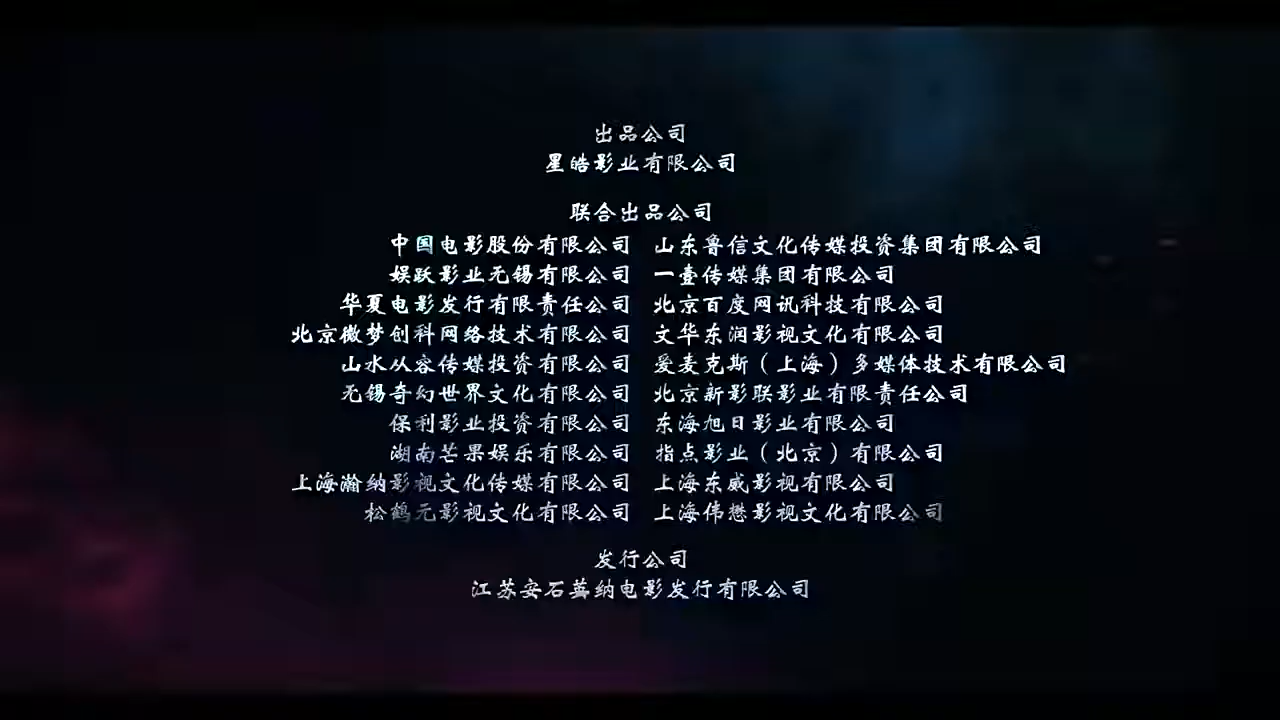 出品公司
星皓影业有限公司
联合出品公司
中国电影股份有限公司 山东鲁信文化传媒投资集团有限公司
娱跃影业无锡有限公司 一壹传媒集团有限公司
华夏电影发行有限责任公司 北京百度网讯科技有限公司
北京微梦创科网络技术有限公司 文华东润影视文化有限公司
山水从容传媒投资有限公司 爱麦克斯（上海）多媒体技术有限公司
无锡奇幻世界文化有限公司 北京新影联影业有限责任公司
保利影业投资有限公司 东海旭日影业有限公司
湖南芒果娱乐有限公司 指点影业（北京）有限公司
上海瀚纳影视文化传媒有限公司 上海东威影视有限公司
松鹤元影视文化有限公司 上海伟懋影视文化有限公司
发行公司
江苏安石英纳电影发行有限公司